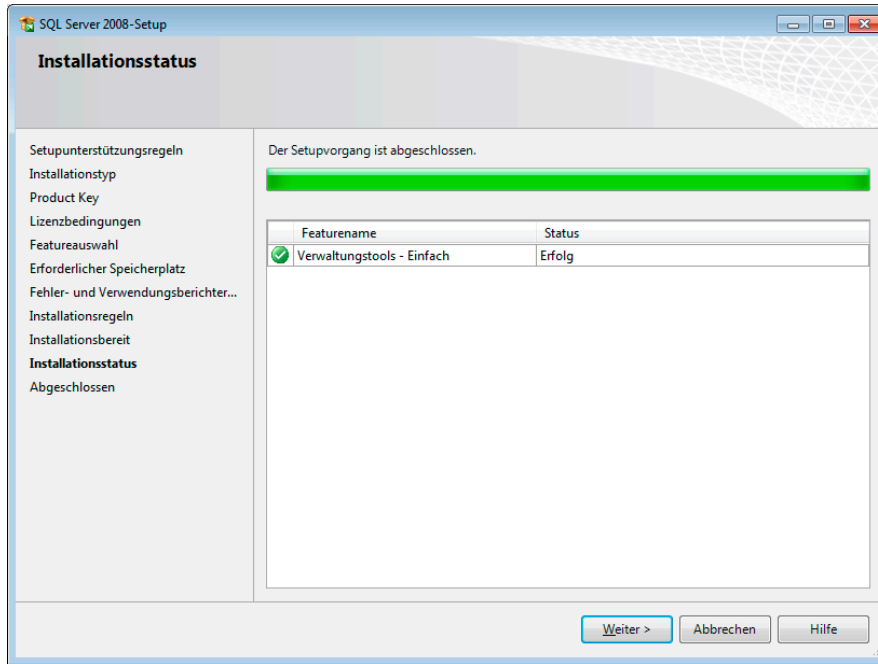 SQL Server 2008-Setup
Installationsstatus
Setupunterstützungsregeln
Installationstyp
Product Key
Lizenzbedingungen
Featureauswahl
Erforderlicher Speicherplatz
Fehler- und Verwendungsberichter...
Installationsregeln
Installationsbereit
Installationsstatus
Abgeschlossen
Der Setupvorgang ist abgeschlossen.
Featurename Status
Verwaltungstools - Einfach Erfolg
Weiter > Abbrechen Hilfe